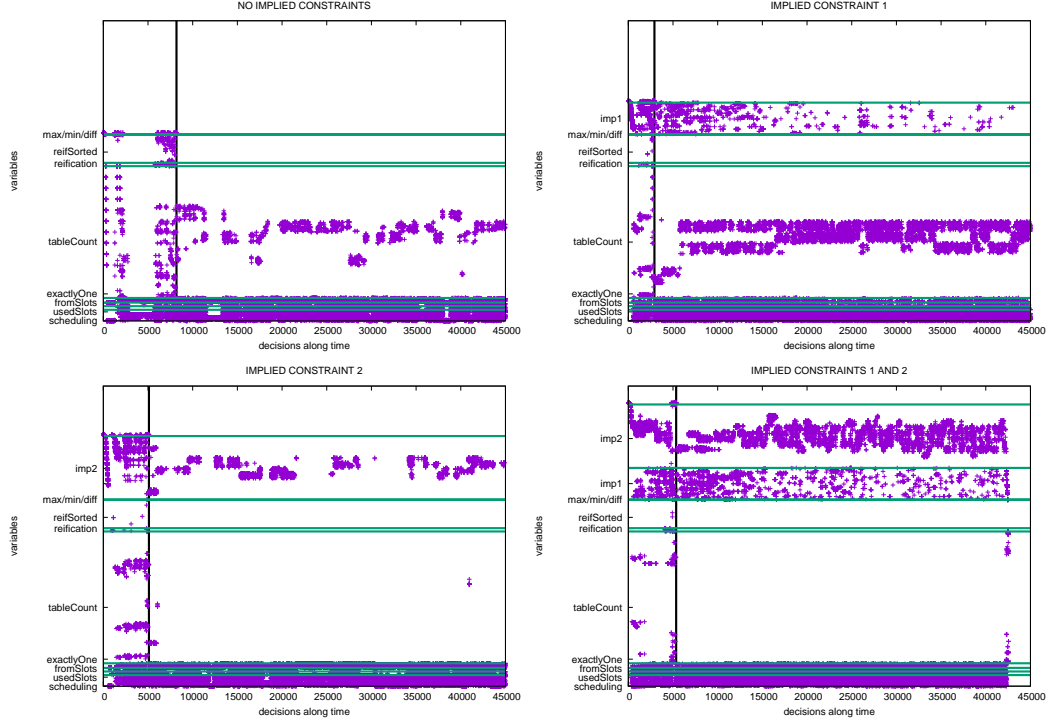 NO IMPLIED CONSTRAINTS
variables
max/min/diff
reifSorted
reification
tableCount
exactlyOne
fromSlots
usedSlots
scheduling
0 5000 10000 15000 20000 25000 30000 35000 40000 45000
decisions along time
IMPLIED CONSTRAINT 1
variables
imp1
max/min/diff
reifSorted
reification
tableCount
exactlyOne
fromSlots
usedSlots
scheduling
0 5000 10000 15000 20000 25000 30000 35000 40000 45000
decisions along time
IMPLIED CONSTRAINT 2
variables
imp2
max/min/diff
reifSorted
reification
tableCount
exactlyOne
fromSlots
usedSlots
scheduling
0 5000 10000 15000 20000 25000 30000 35000 40000 45000
decisions along time
IMPLIED CONSTRAINTS 1 AND 2
variables
imp2
imp1
max/min/diff
reifSorted
reification
tableCount
exactlyOne
fromSlots
usedSlots
scheduling
0 5000 10000 15000 20000 25000 30000 35000 40000 45000
decisions along time